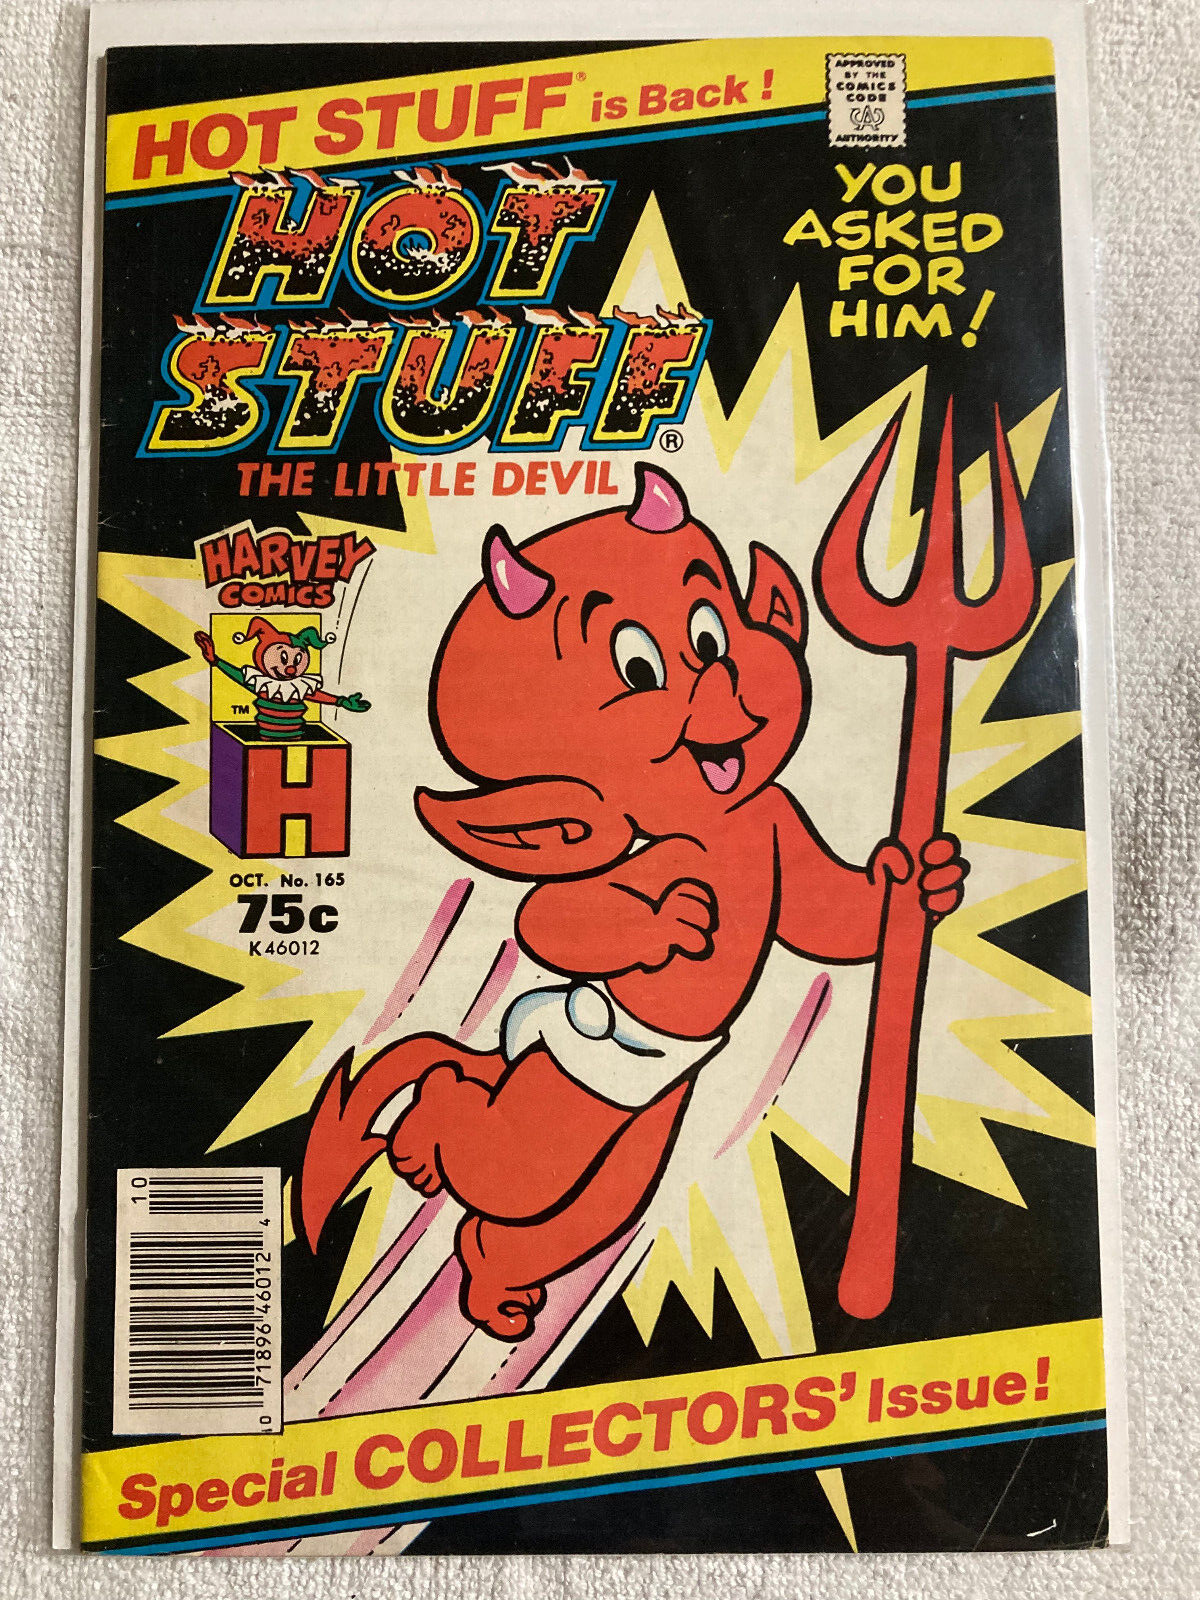 HOT STUFF® is Back!
APPROVED
BY THE
COMICS
CODE
CA
AUTHORITY
HOT
STUFF®
THE LITTLE DEVIL
YOU
ASKED
FOR
HIM!
HARVEY
COMICS
TM
H
OCT. No. 165
75c
K46012
10
0 71896 46012 4
Special COLLECTORS' Issue!